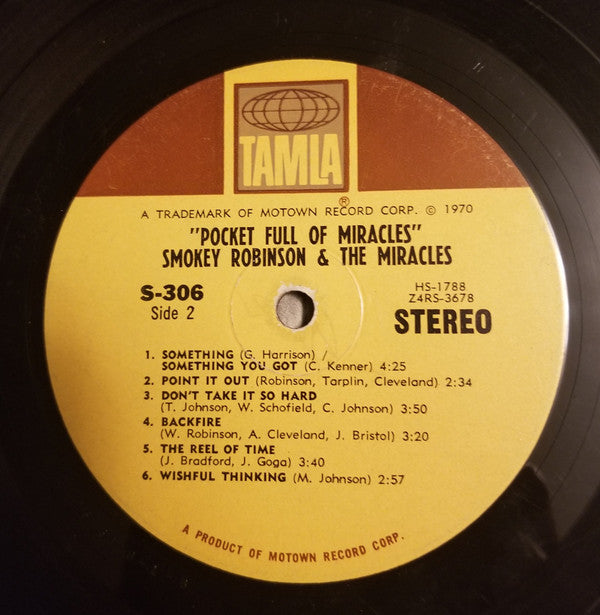 TAMLA
®
A TRADEMARK OF MOTOWN RECORD CORP. © 1970
"POCKET FULL OF MIRACLES"
SMOKEY ROBINSON & THE MIRACLES
S-306
Side 2
HS-1788
Z4RS-3678
STEREO
1. SOMETHING (G. Harrison) /
SOMETHING YOU GOT (C. Kenner) 4:25
2. POINT IT OUT (Robinson, Tarplin, Cleveland) 2:34
3. DON'T TAKE IT SO HARD
(T. Johnson, W. Schofield, C. Johnson) 3:50
4. BACKFIRE
(W. Robinson, A. Cleveland, J. Bristol) 3:20
5. THE REEL OF TIME
(J. Bradford, J. Goga) 3:40
6. WISHFUL THINKING (M. Johnson) 2:57
A PRODUCT OF MOTOWN RECORD CORP.